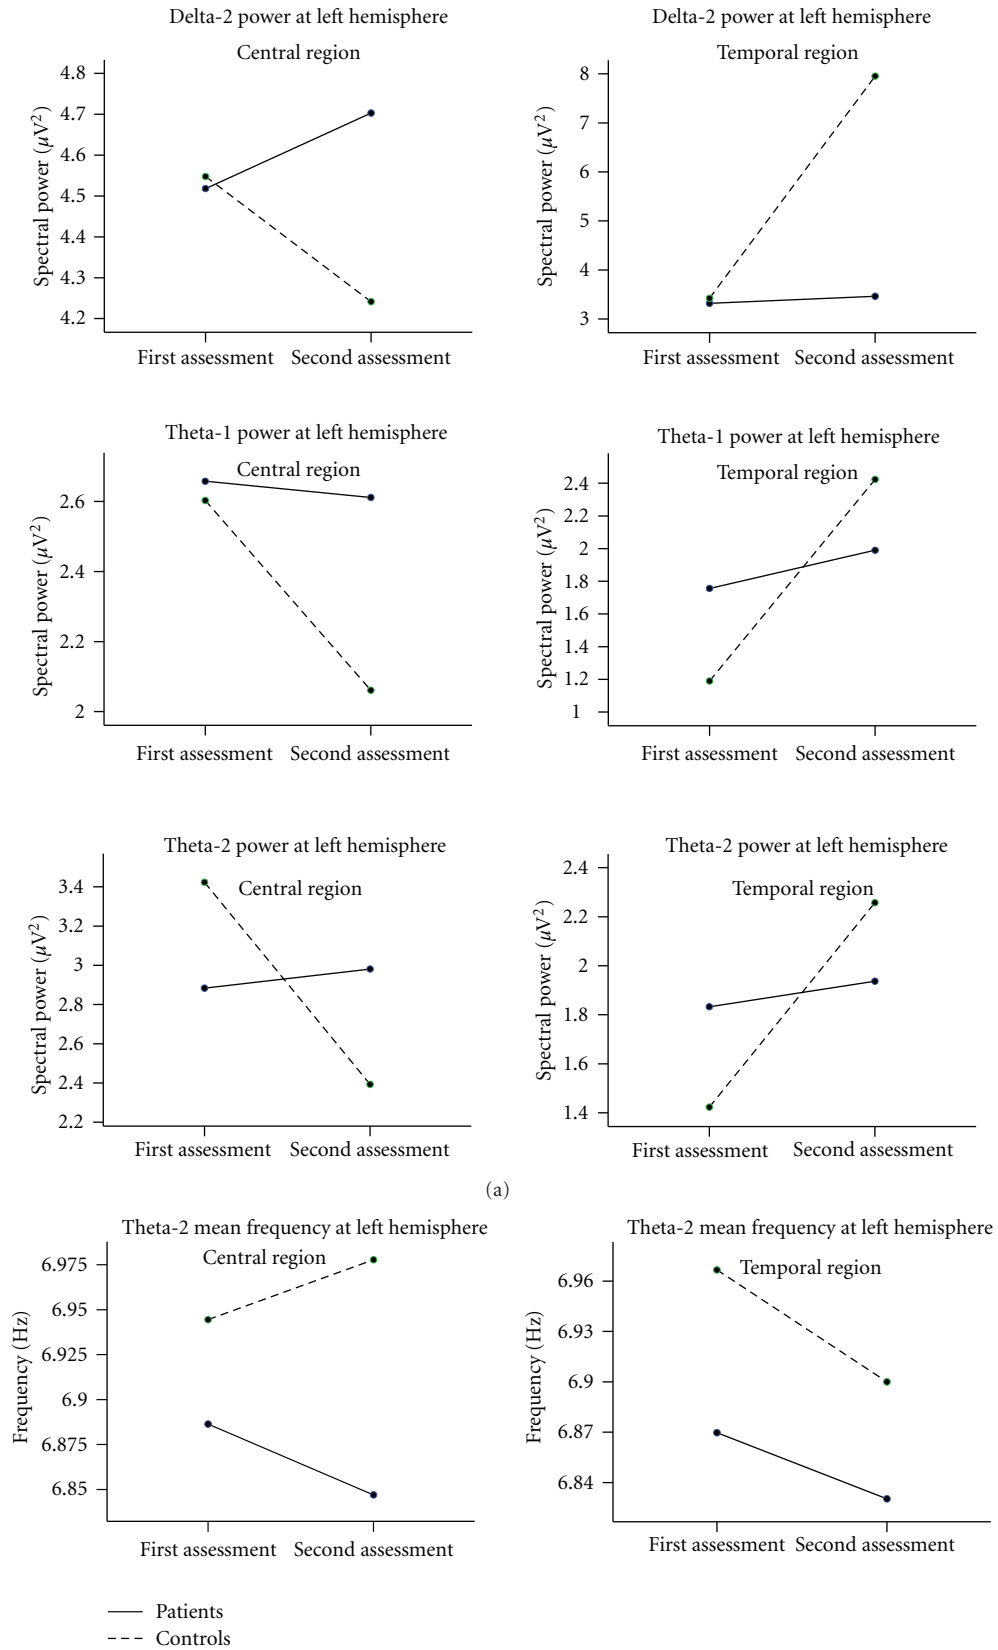 Delta-2 power at left hemisphere
Central region
Spectral power (μV²)
4.8
4.7
4.6
4.5
4.4
4.3
4.2
First assessment Second assessment
Delta-2 power at left hemisphere
Temporal region
Spectral power (μV²)
8
7
6
5
4
3
First assessment Second assessment
Theta-1 power at left hemisphere
Central region
Spectral power (μV²)
2.6
2.4
2.2
2
First assessment Second assessment
Theta-1 power at left hemisphere
Temporal region
Spectral power (μV²)
2.4
2.2
2
1.8
1.6
1.4
1.2
1
First assessment Second assessment
Theta-2 power at left hemisphere
Central region
Spectral power (μV²)
3.4
3.2
3
2.8
2.6
2.4
2.2
First assessment Second assessment
Theta-2 power at left hemisphere
Temporal region
Spectral power (μV²)
2.4
2.2
2
1.8
1.6
1.4
First assessment Second assessment
(a)
Theta-2 mean frequency at left hemisphere
Central region
Frequency (Hz)
6.975
6.95
6.925
6.9
6.875
6.85
First assessment Second assessment
Theta-2 mean frequency at left hemisphere
Temporal region
Frequency (Hz)
6.96
6.93
6.9
6.87
6.84
First assessment Second assessment
Patients
Controls